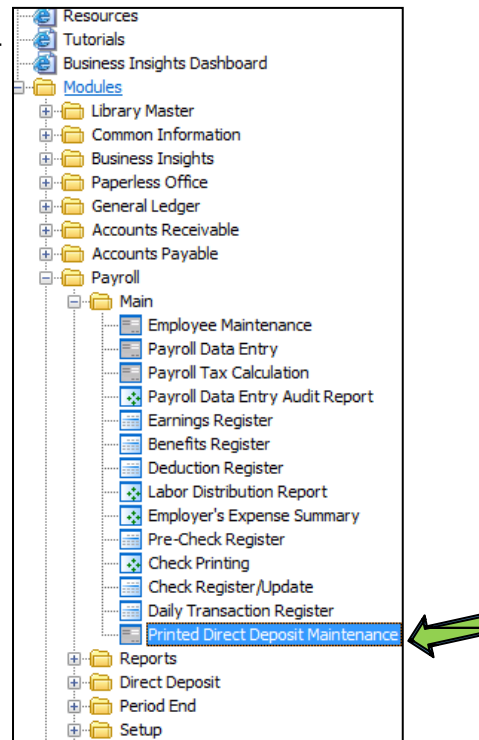 Resources
Tutorials
Business Insights Dashboard
Modules
Library Master
Common Information
Business Insights
Paperless Office
General Ledger
Accounts Receivable
Accounts Payable
Payroll
Main
Employee Maintenance
Payroll Data Entry
Payroll Tax Calculation
Payroll Data Entry Audit Report
Earnings Register
Benefits Register
Deduction Register
Labor Distribution Report
Employer's Expense Summary
Pre-Check Register
Check Printing
Check Register/Update
Daily Transaction Register
Printed Direct Deposit Maintenance
Reports
Direct Deposit
Period End
Setup